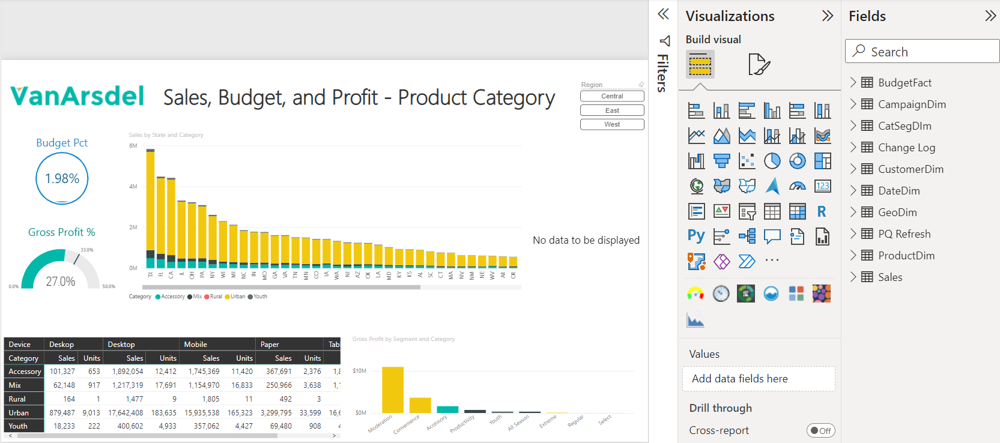 VanArsdel
Sales, Budget, and Profit - Product Category
Region
Central
East
West
Budget Pct
1.98%
Gross Profit %
33.0%
27.0%
0.0%
50.0%
Sales by State and Category
6M
4M
2M
0M
TX FL CA IL OH PA NY WI MI NC IN MO GA VA TN MN CO IA WA NJ AZ OK LA MD KY KS AL SC CT MA NV NM NE WV AR OR
Category Accessory Mix Rural Urban Youth
No data to be displayed
Device Deskop Desktop Mobile Paper Tab
Category Sales Units Sales Units Sales Units Sales Units
Accessory 101,327 653 1,892,054 12,412 1,745,369 11,420 367,691 2,376 1,8
Mix 62,148 917 1,217,319 17,691 1,154,970 16,833 250,966 3,638 1,1
Rural 164 1 1,477 9 1,805 11 492 3
Urban 879,487 9,013 17,642,408 183,635 15,935,538 165,323 3,299,795 33,599 16,6
Youth 18,233 222 400,602 4,933 357,062 4,427 69,480 908 4
Gross Profit by Segment and Category
$10M
$0M
Moderation Convenience Accessory Productivity Youth All Season Extreme Regular Select
Filters
Visualizations
Build visual
123
R
Py
Values
Add data fields here
Drill through
Cross-report Off
Fields
Search
BudgetFact
CampaignDim
CatSegDIm
Change Log
CustomerDim
DateDim
GeoDim
PQ Refresh
ProductDim
Sales